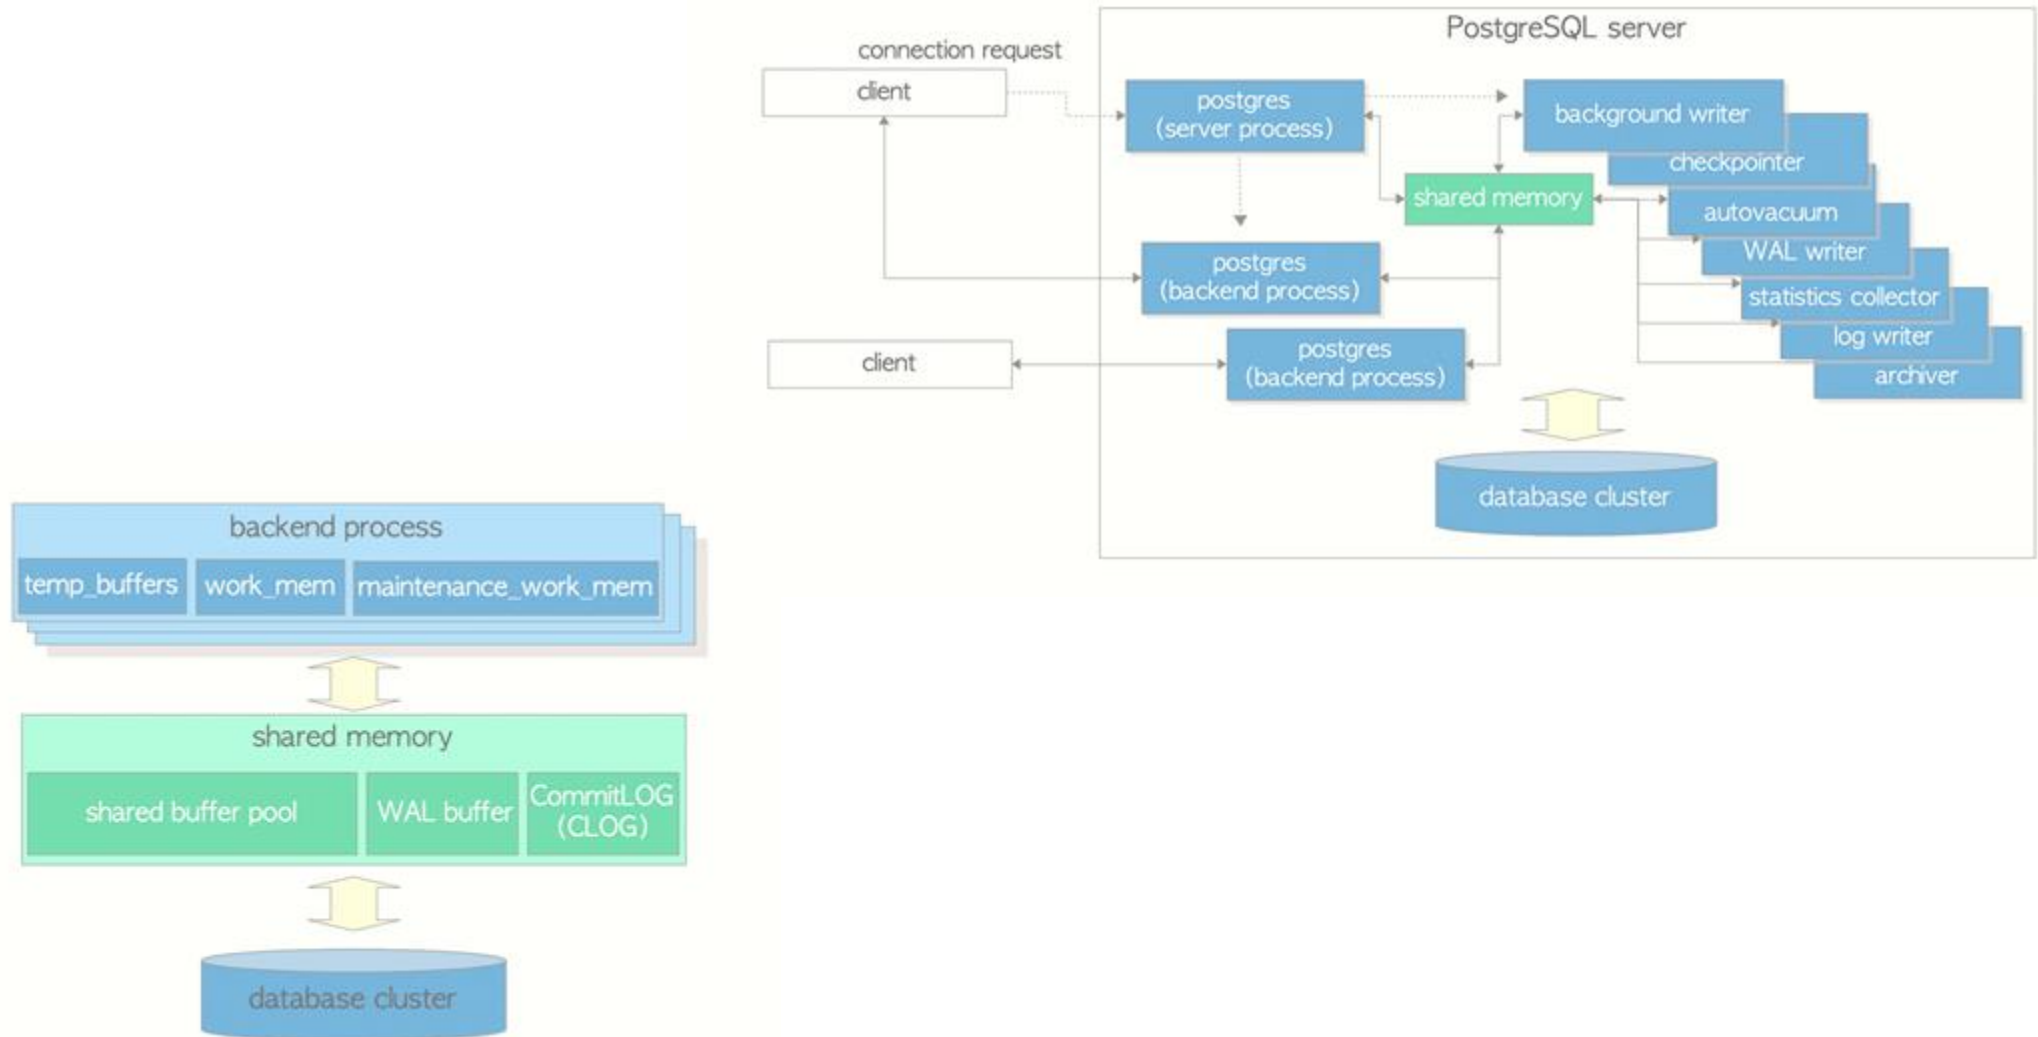 PostgreSQL server
connection request
client
postgres
(server process)
background writer
checkpointer
shared memory
autovacuum
WAL writer
postgres
(backend process)
statistics collector
log writer
client
postgres
(backend process)
archiver
database cluster
backend process
temp_buffers
work_mem
maintenance_work_mem
shared memory
shared buffer pool
WAL buffer
CommitLOG
(CLOG)
database cluster